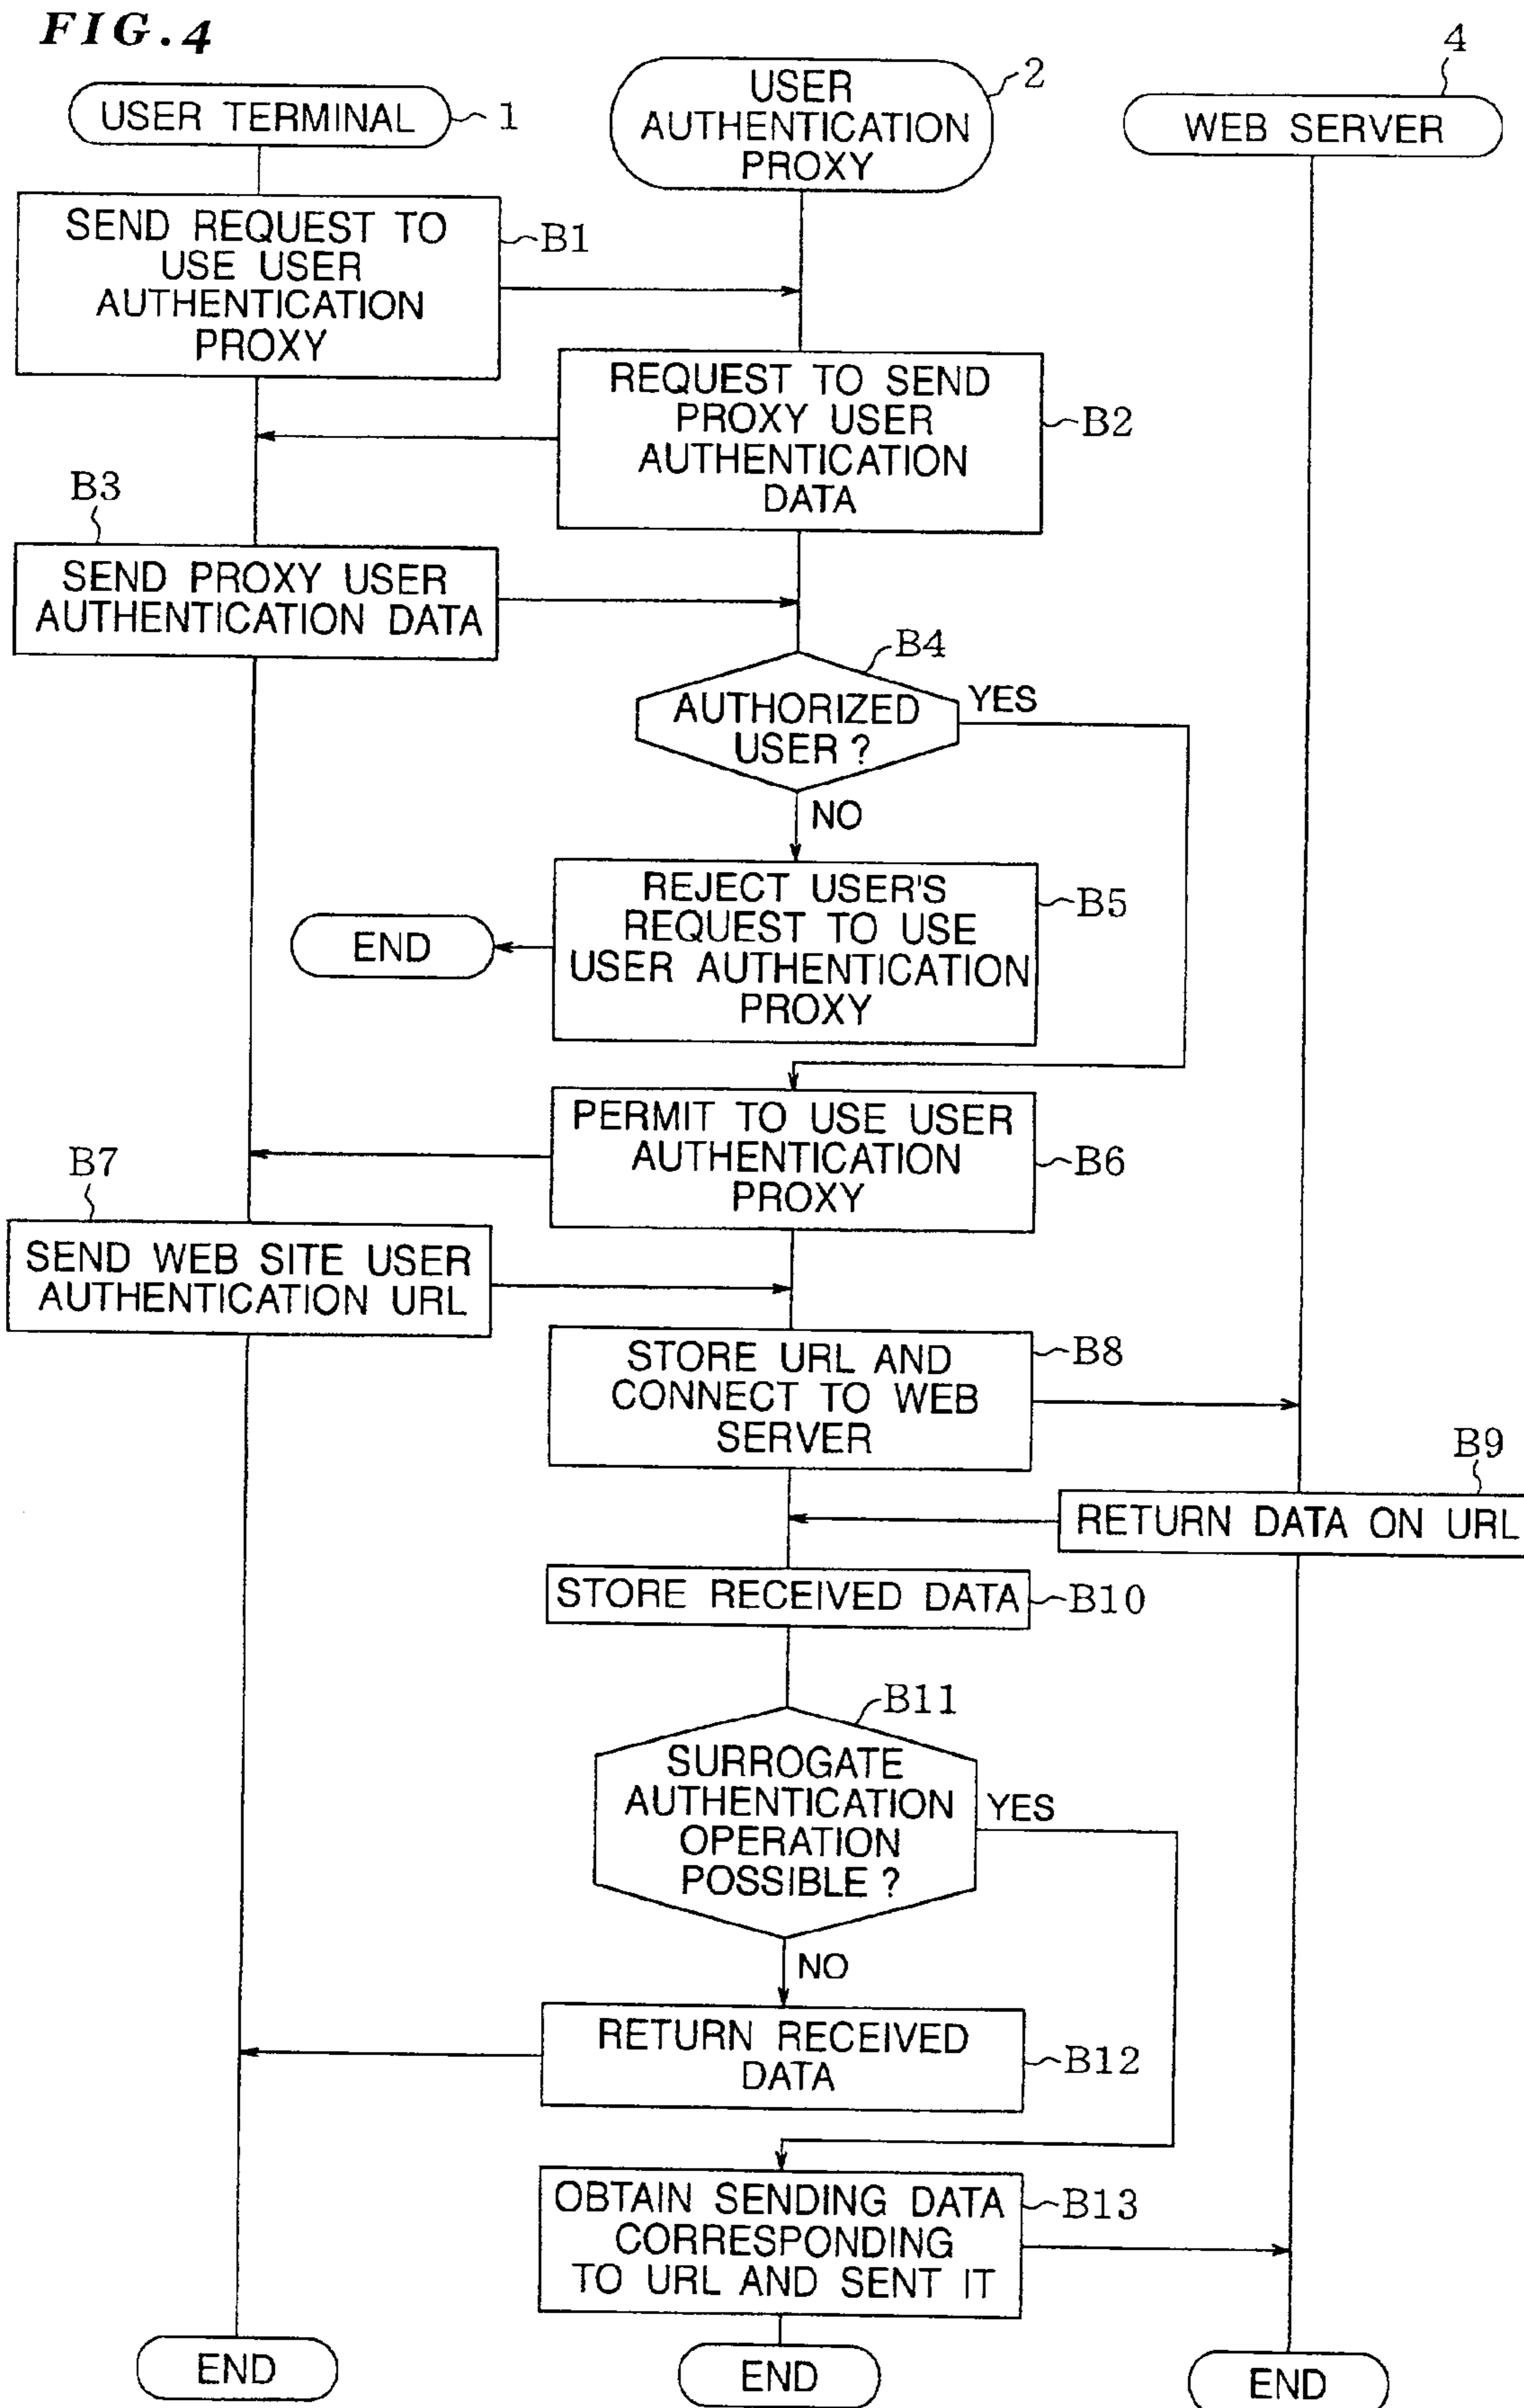 FIG.4
USER TERMINAL
1
USER
AUTHENTICATION
PROXY
2
WEB SERVER
4
SEND REQUEST TO
USE USER
AUTHENTICATION
PROXY
B1
REQUEST TO SEND
PROXY USER
AUTHENTICATION
DATA
B2
B3
SEND PROXY USER
AUTHENTICATION DATA
B4
AUTHORIZED
USER ?
YES
NO
REJECT USER'S
REQUEST TO USE
USER AUTHENTICATION
PROXY
B5
END
PERMIT TO USE USER
AUTHENTICATION
PROXY
B6
B7
SEND WEB SITE USER
AUTHENTICATION URL
STORE URL AND
CONNECT TO WEB
SERVER
B8
B9
RETURN DATA ON URL
STORE RECEIVED DATA
B10
B11
SURROGATE
AUTHENTICATION
OPERATION
POSSIBLE ?
YES
NO
RETURN RECEIVED
DATA
B12
OBTAIN SENDING DATA
CORRESPONDING
TO URL AND SENT IT
B13
END
END
END